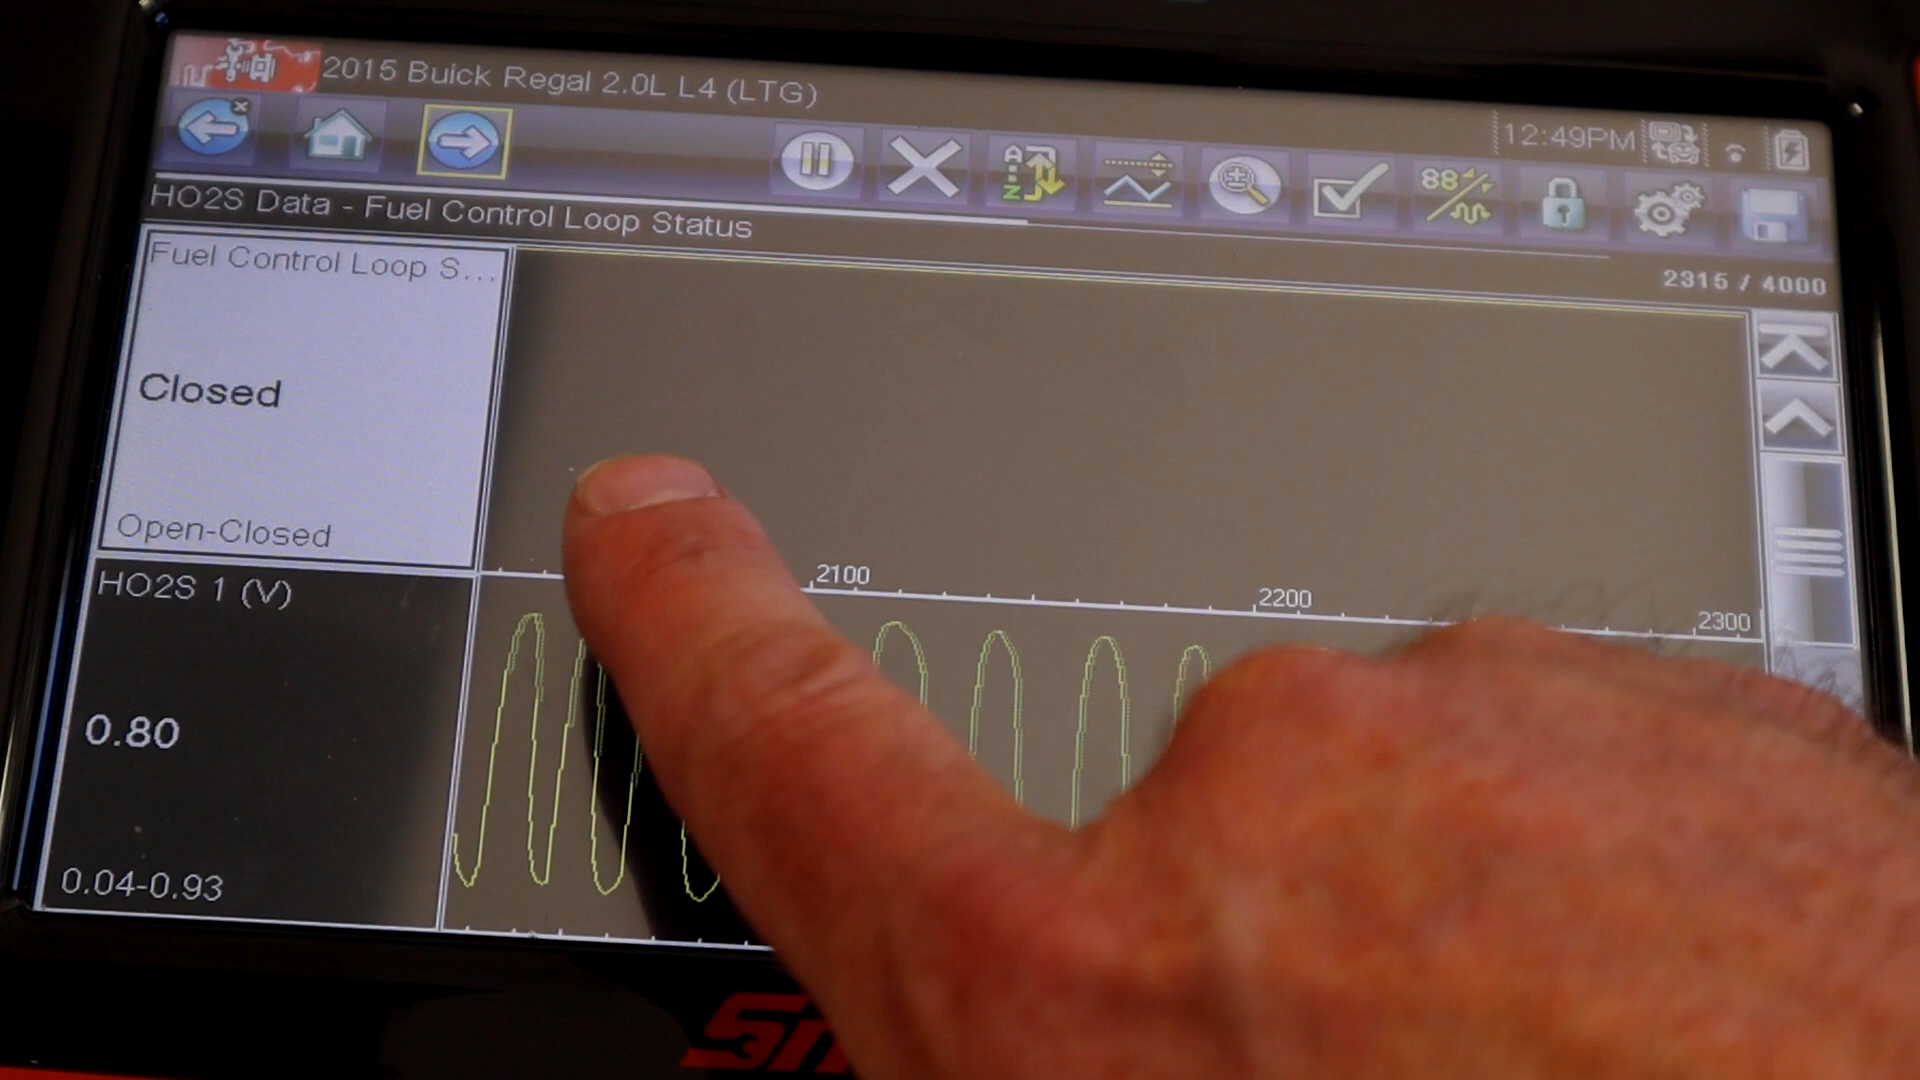 2015 Buick Regal 2.0L L4 (LTG)
12:49PM
A
Z
88
HO2S Data - Fuel Control Loop Status
2315 / 4000
Fuel Control Loop S...
Closed
Open-Closed
2100
2200
2300
HO2S 1 (V)
0.80
0.04-0.93